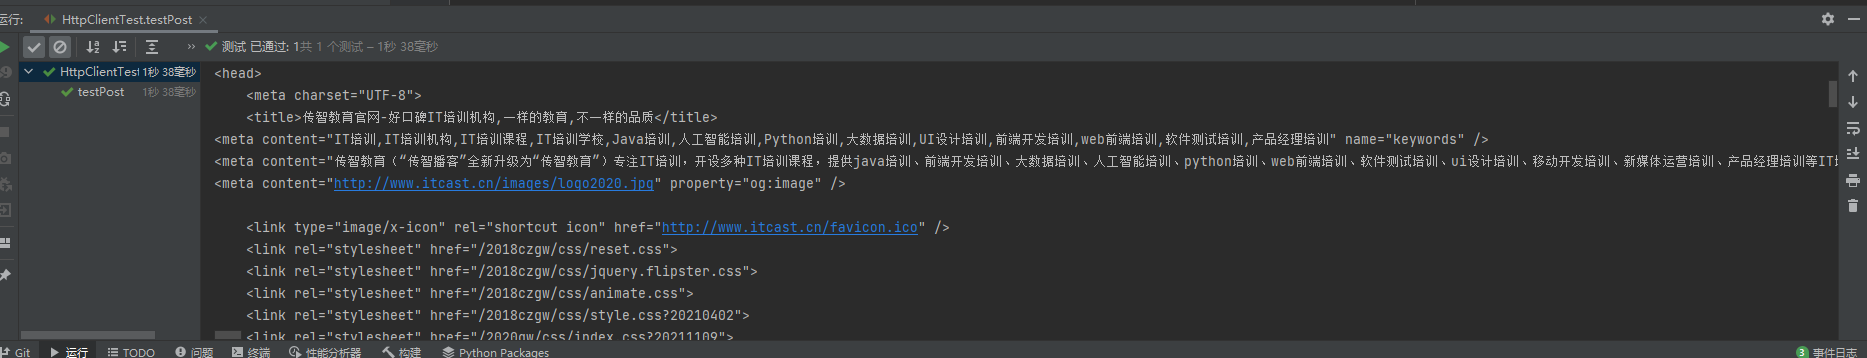 运行: HttpClientTest.testPost
测试 已通过: 1共 1 个测试 – 1秒 38毫秒
HttpClientTest 1秒 38毫秒
testPost 1秒 38毫秒
<head>
<meta charset="UTF-8">
<title>传智教育官网-好口碑IT培训机构,一样的教育,不一样的品质</title>
<meta content="IT培训,IT培训机构,IT培训课程,IT培训学校,Java培训,人工智能培训,Python培训,大数据培训,UI设计培训,前端开发培训,web前端培训,软件测试培训,产品经理培训" name="keywords" />
<meta content="传智教育（“传智播客”全新升级为“传智教育”）专注IT培训，开设多种IT培训课程，提供java培训、前端开发培训、大数据培训、人工智能培训、python培训、web前端培训、软件测试培训、ui设计培训、移动开发培训、新媒体运营培训、产品经理培训等IT
<meta content="http://www.itcast.cn/images/logo2020.jpg" property="og:image" />
<link type="image/x-icon" rel="shortcut icon" href="http://www.itcast.cn/favicon.ico" />
<link rel="stylesheet" href="/2018czgw/css/reset.css">
<link rel="stylesheet" href="/2018czgw/css/jquery.flipster.css">
<link rel="stylesheet" href="/2018czgw/css/animate.css">
<link rel="stylesheet" href="/2018czgw/css/style.css?20210402">
<link rel="stylesheet" href="/2020gw/css/index.css?20211109">
Git 运行 TODO 问题 终端 性能分析器 构建 Python Packages 3 事件日志